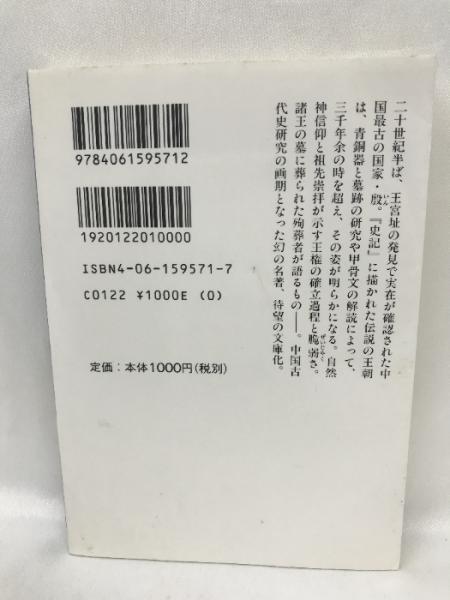 二十世紀半ば、王宮址の発見で実在が確認された中
国最古の国家・殷。『史記』に描かれた伝説の王朝
は、青銅器と墓跡の研究や甲骨文の解読によって、
三千年余の時を超え、その姿が明らかになる。自然
神信仰と祖先崇拝が示す王権の確立過程と脆弱さ。
諸王の墓に葬られた殉葬者が語るもの――。中国古
代史研究の画期となった幻の名著、待望の文庫化。
9784061595712
1920122010000
ISBN4-06-159571-7
C0122 ¥1000E (0)
定価：本体1000円(税別)